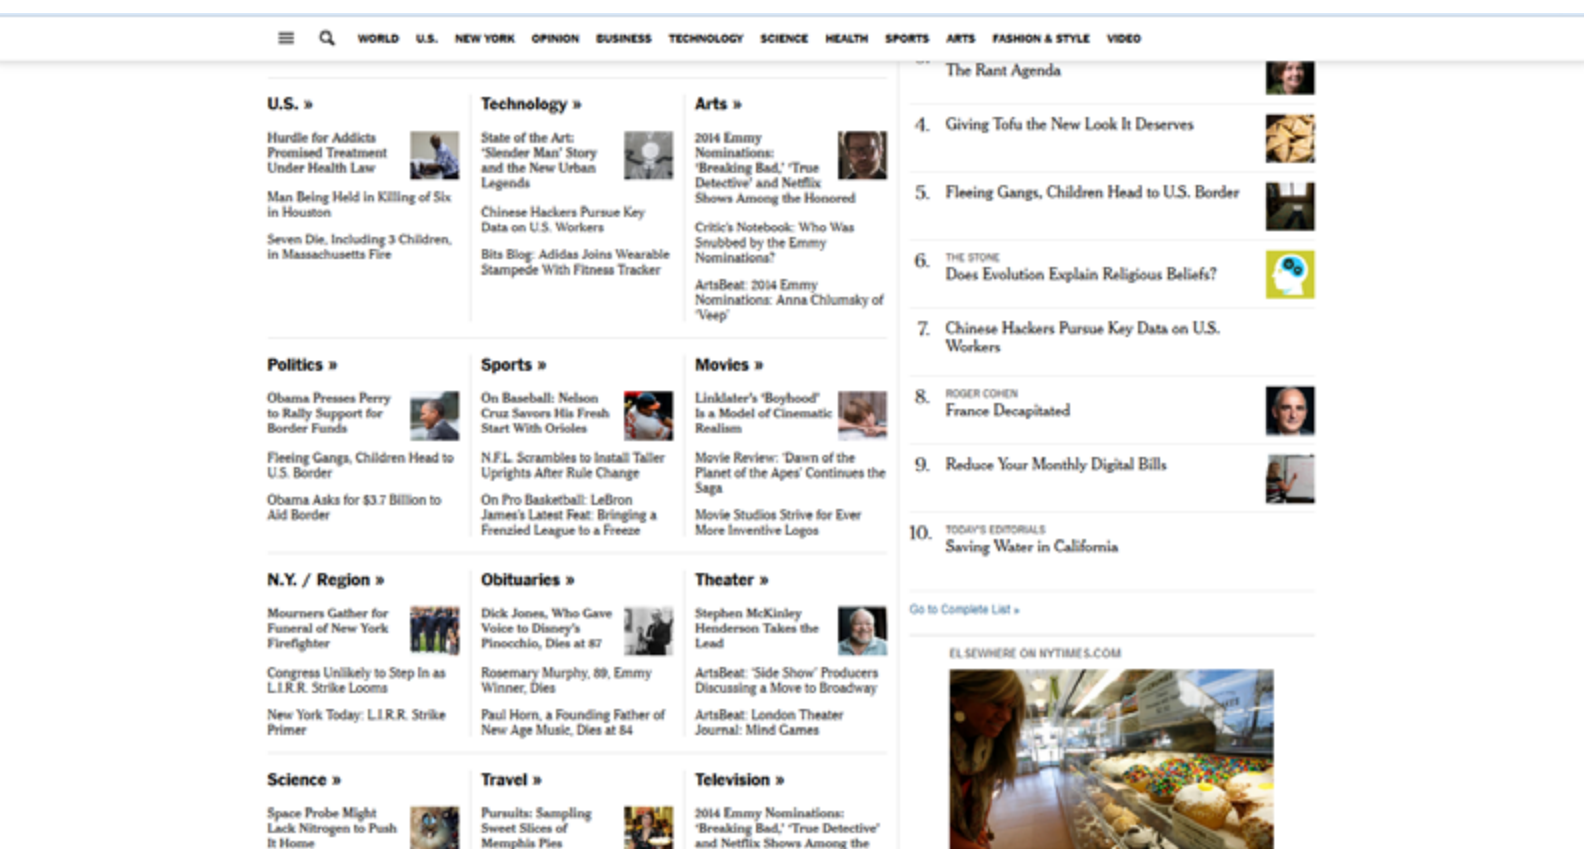 WORLD U.S. NEW YORK OPINION BUSINESS TECHNOLOGY SCIENCE HEALTH SPORTS ARTS FASHION & STYLE VIDEO
U.S. »
Hurdle for Addicts
Promised Treatment
Under Health Law
Man Being Held in Killing of Six
in Houston
Seven Die, Including 3 Children,
in Massachusetts Fire
Technology »
State of the Art:
'Slender Man' Story
and the New Urban
Legends
Chinese Hackers Pursue Key
Data on U.S. Workers
Bits Blog: Adidas Joins Wearable
Stampede With Fitness Tracker
Arts »
2014 Emmy
Nominations:
'Breaking Bad,' 'True
Detective' and Netflix
Shows Among the Honored
Critic's Notebook: Who Was
Snubbed by the Emmy
Nominations?
ArtsBeat: 2014 Emmy
Nominations: Anna Chlumsky of
'Veep'
Politics »
Obama Presses Perry
to Rally Support for
Border Funds
Fleeing Gangs, Children Head to
U.S. Border
Obama Asks for $3.7 Billion to
Aid Border
Sports »
On Baseball: Nelson
Cruz Savors His Fresh
Start With Orioles
N.F.L. Scrambles to Install Taller
Uprights After Rule Change
On Pro Basketball: LeBron
James's Latest Feat: Bringing a
Frenzied League to a Freeze
Movies »
Linklater's 'Boyhood'
Is a Model of Cinematic
Realism
Movie Review: 'Dawn of the
Planet of the Apes' Continues the
Saga
Movie Studios Strive for Ever
More Inventive Logos
N.Y. / Region »
Mourners Gather for
Funeral of New York
Firefighter
Congress Unlikely to Step In as
L.I.R.R. Strike Looms
New York Today: L.I.R.R. Strike
Primer
Obituaries »
Dick Jones, Who Gave
Voice to Disney's
Pinocchio, Dies at 87
Rosemary Murphy, 89, Emmy
Winner, Dies
Paul Horn, a Founding Father of
New Age Music, Dies at 84
Theater »
Stephen McKinley
Henderson Takes the
Lead
ArtsBeat: 'Side Show' Producers
Discussing a Move to Broadway
ArtsBeat: London Theater
Journal: Mind Games
Science »
Space Probe Might
Lack Nitrogen to Push
It Home
Travel »
Pursuits: Sampling
Sweet Slices of
Memphis Pies
Television »
2014 Emmy Nominations:
'Breaking Bad,' 'True Detective'
and Netflix Shows Among the
The Rant Agenda
4. Giving Tofu the New Look It Deserves
5. Fleeing Gangs, Children Head to U.S. Border
6. THE STONE
Does Evolution Explain Religious Beliefs?
7. Chinese Hackers Pursue Key Data on U.S.
Workers
8. ROGER COHEN
France Decapitated
9. Reduce Your Monthly Digital Bills
10. TODAY'S EDITORIALS
Saving Water in California
Go to Complete List »
ELSEWHERE ON NYTIMES.COM